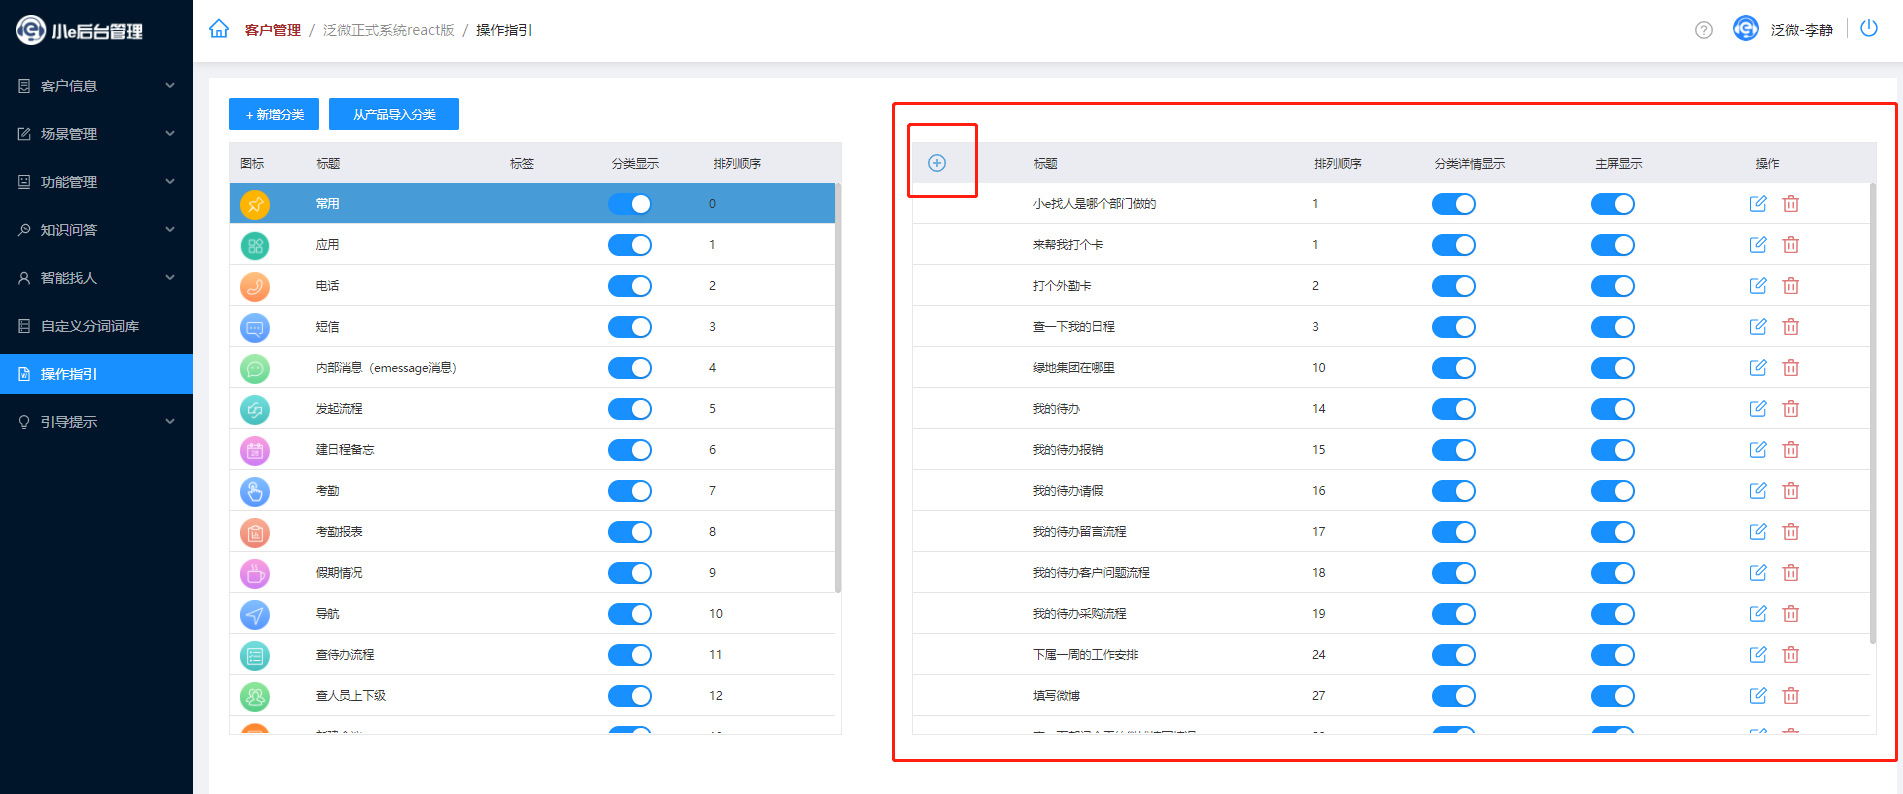 小e后台管理
客户管理 / 泛微正式系统react版 / 操作指引
泛微-李静
客户信息
场景管理
功能管理
知识问答
智能找人
自定义分词词库
操作指引
引导提示
+ 新增分类 从产品导入分类
图标 标题 标签 分类显示 排列顺序
常用 0
应用 1
电话 2
短信 3
内部消息（emessage消息） 4
发起流程 5
建日程备忘 6
考勤 7
考勤报表 8
假期情况 9
导航 10
查待办流程 11
查人员上下级 12
标题 排列顺序 分类详情显示 主屏显示 操作
小e找人是哪个部门做的 1
来帮我打个卡 1
打个外勤卡 2
查一下我的日程 3
绿地集团在哪里 10
我的待办 14
我的待办报销 15
我的待办请假 16
我的待办留言流程 17
我的待办客户问题流程 18
我的待办采购流程 19
下属一周的工作安排 24
填写微博 27